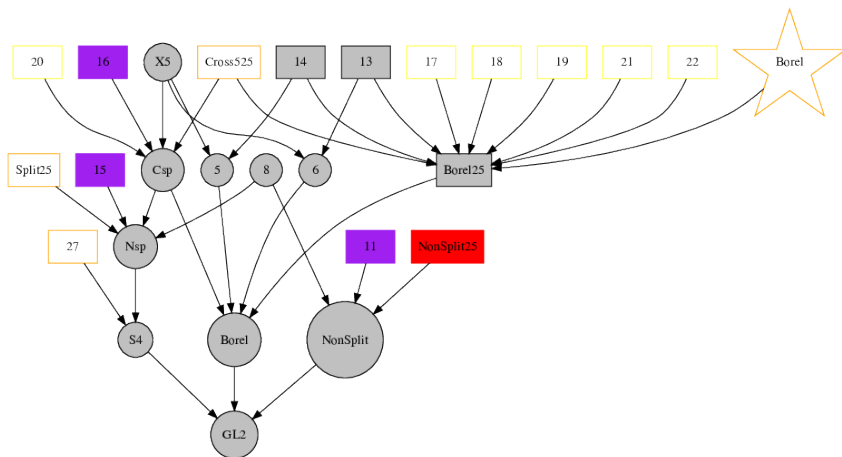 20
16
X5
Cross525
14
13
17
18
19
21
22
Borel
Split25
15
Csp
5
8
6
Borel25
27
Nsp
11
NonSplit25
S4
Borel
NonSplit
GL2